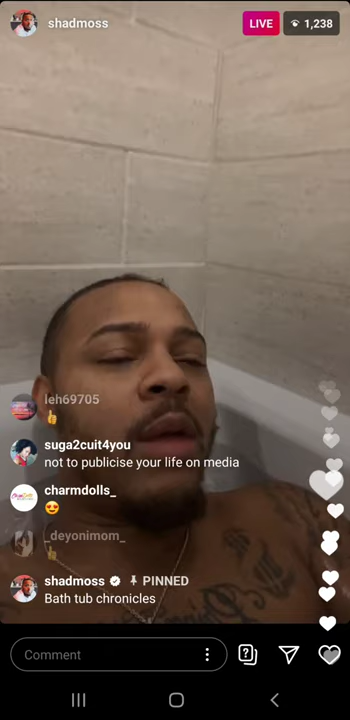 shadmoss
LIVE
1,238
leh69705
👍
suga2cuit4you
not to publicise your life on media
charmdolls_
😍
_deyonimom_
👍
shadmoss PINNED
Bath tub chronicles
Comment